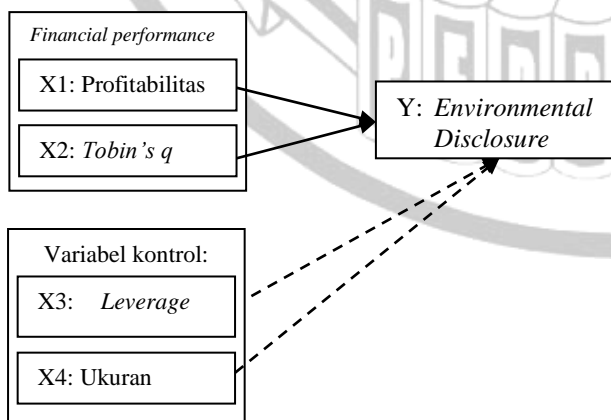 Financial performance
X1: Profitabilitas
X2: Tobin's q
Y: Environmental
Disclosure
Variabel kontrol:
X3: Leverage
X4: Ukuran